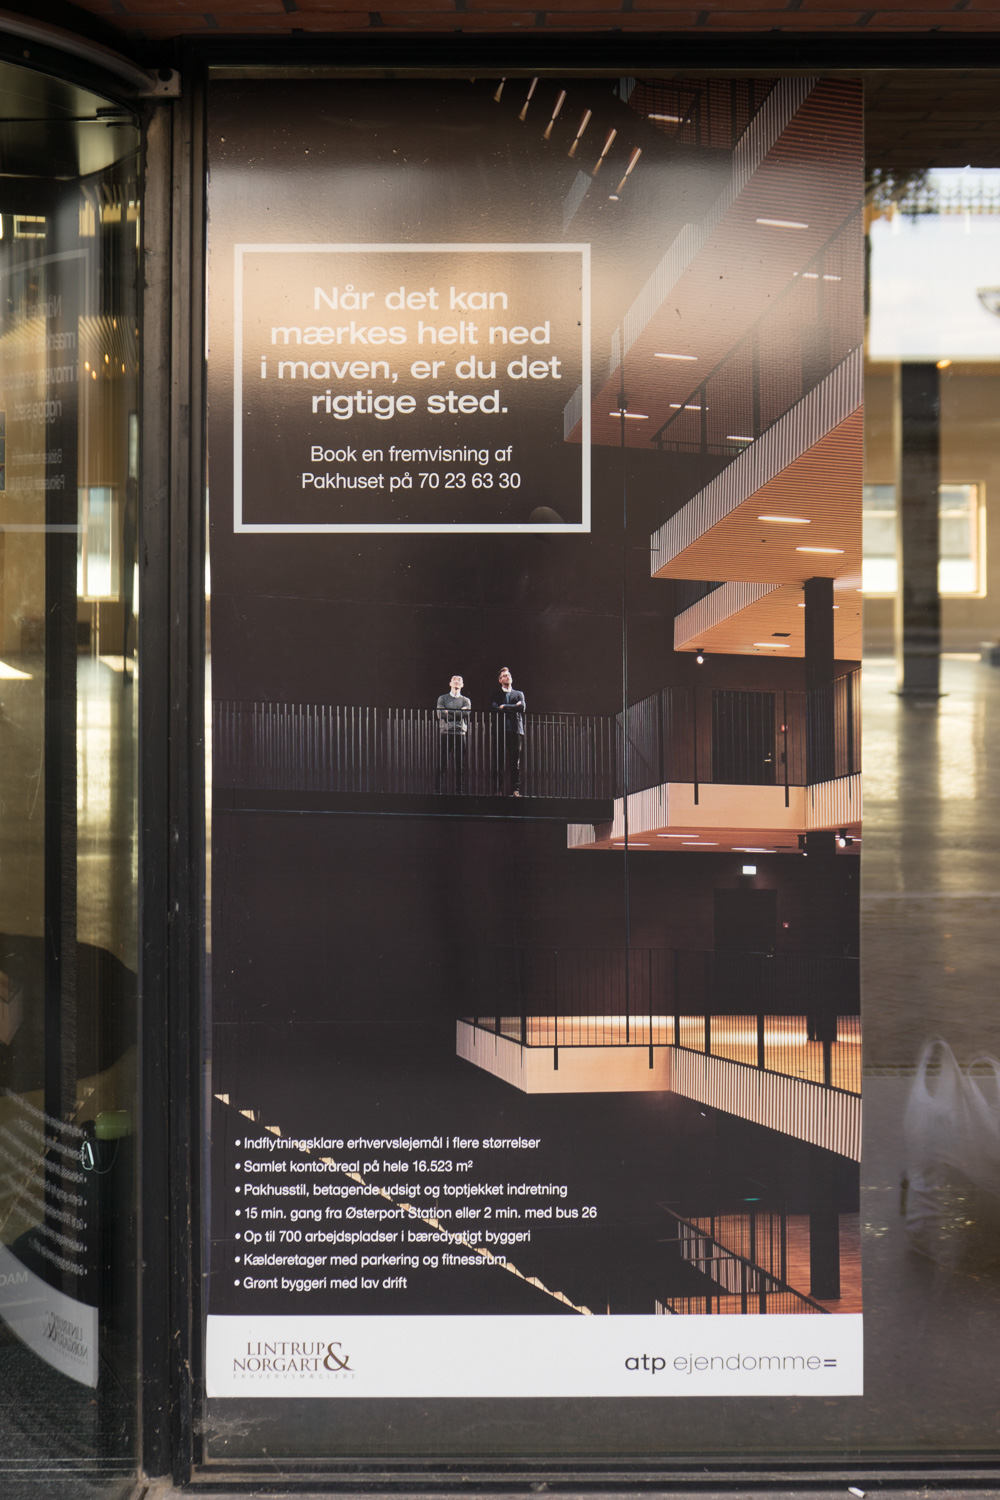 Når det kan
mærkes helt ned
i maven, er du det
rigtige sted.
Book en fremvisning af
Pakhuset på 70 23 63 30
• Indflytningsklare erhvervslejemål i flere størrelser
• Samlet kontorareal på hele 16.523 m²
• Pakhusstil, betagende udsigt og toptjekket indretning
• 15 min. gang fra Østerport Station eller 2 min. med bus 26
• Op til 700 arbejdspladser i bæredygtigt byggeri
• Kælderetager med parkering og fitnessrum
• Grønt byggeri med lav drift
LINTRUP &
NORGART
ERHVERVSMÆGLERE
atp ejendomme=